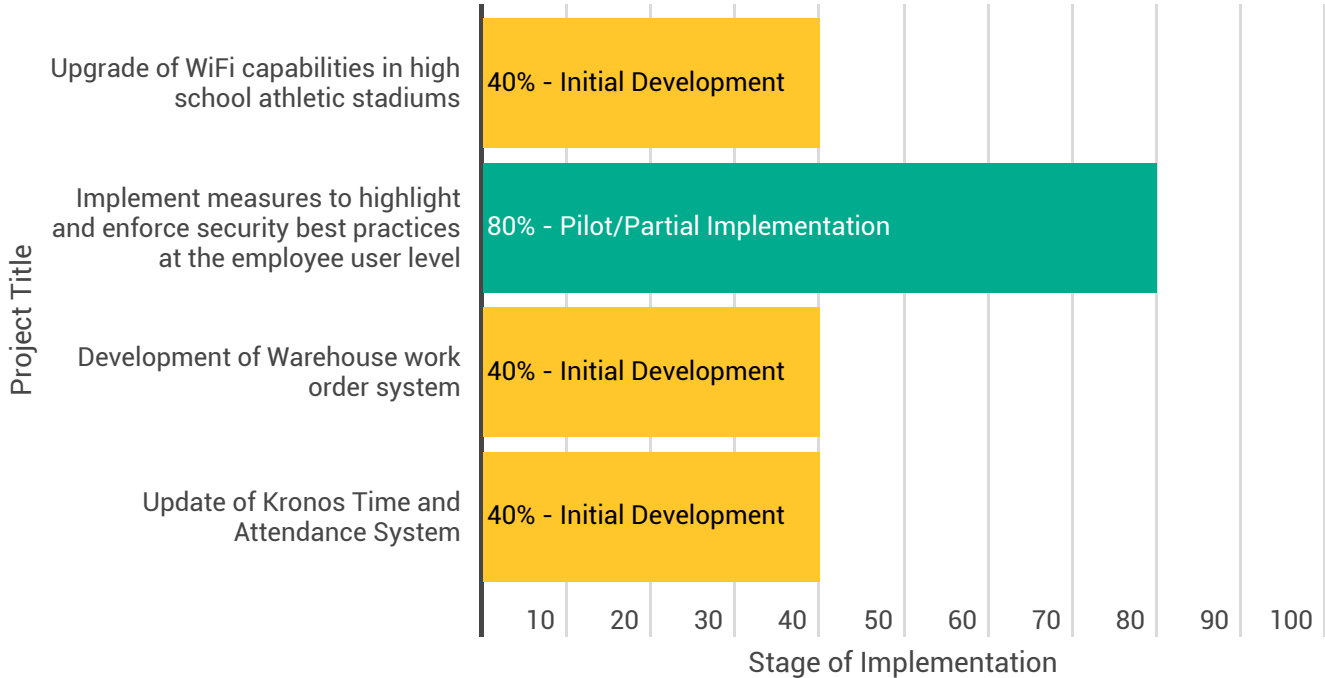 Project Title
Upgrade of WiFi capabilities in high
school athletic stadiums
40% - Initial Development
Implement measures to highlight
and enforce security best practices
at the employee user level
80% - Pilot/Partial Implementation
Development of Warehouse work
order system
40% - Initial Development
Update of Kronos Time and
Attendance System
40% - Initial Development
10 20 30 40 50 60 70 80 90 100
Stage of Implementation